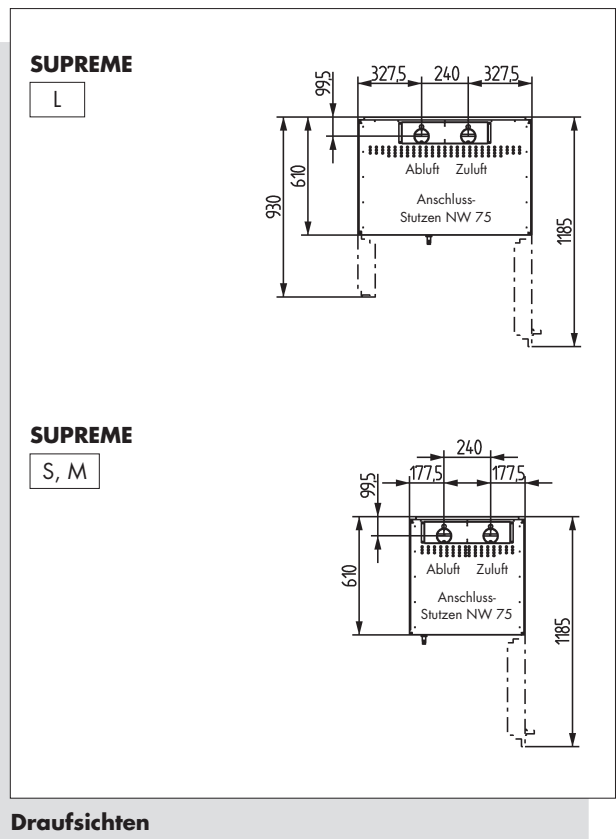 SUPREME
L
99,5
327,5 240 327,5
930
610
Abluft Zuluft
Anschluss-
Stutzen NW 75
1185
SUPREME
S, M
240
177,5 177,5
99,5
610
Abluft Zuluft
Anschluss-
Stutzen NW 75
1185
Draufsichten